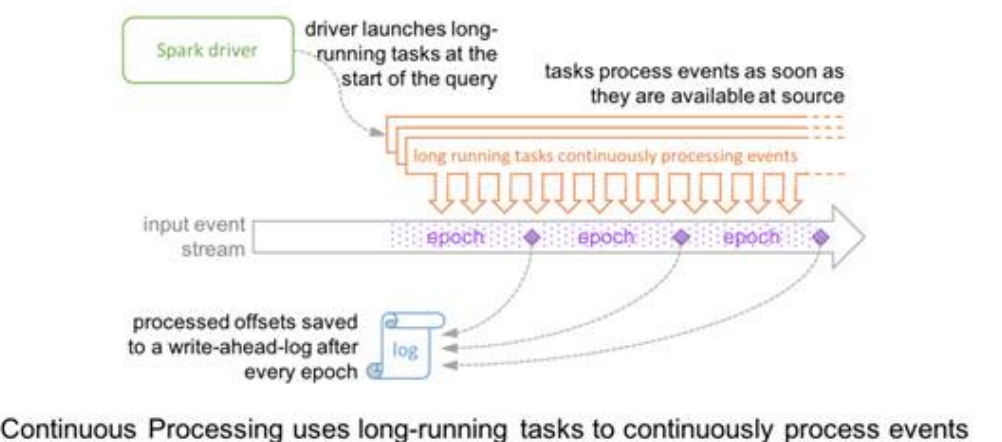 Spark driver
driver launches long-
running tasks at the
start of the query
tasks process events as soon as
they are available at source
long running tasks continuously processing events
input event
stream
epoch
epoch
epoch
processed offsets saved
to a write-ahead-log after
every epoch
log
Continuous Processing uses long-running tasks to continuously process events